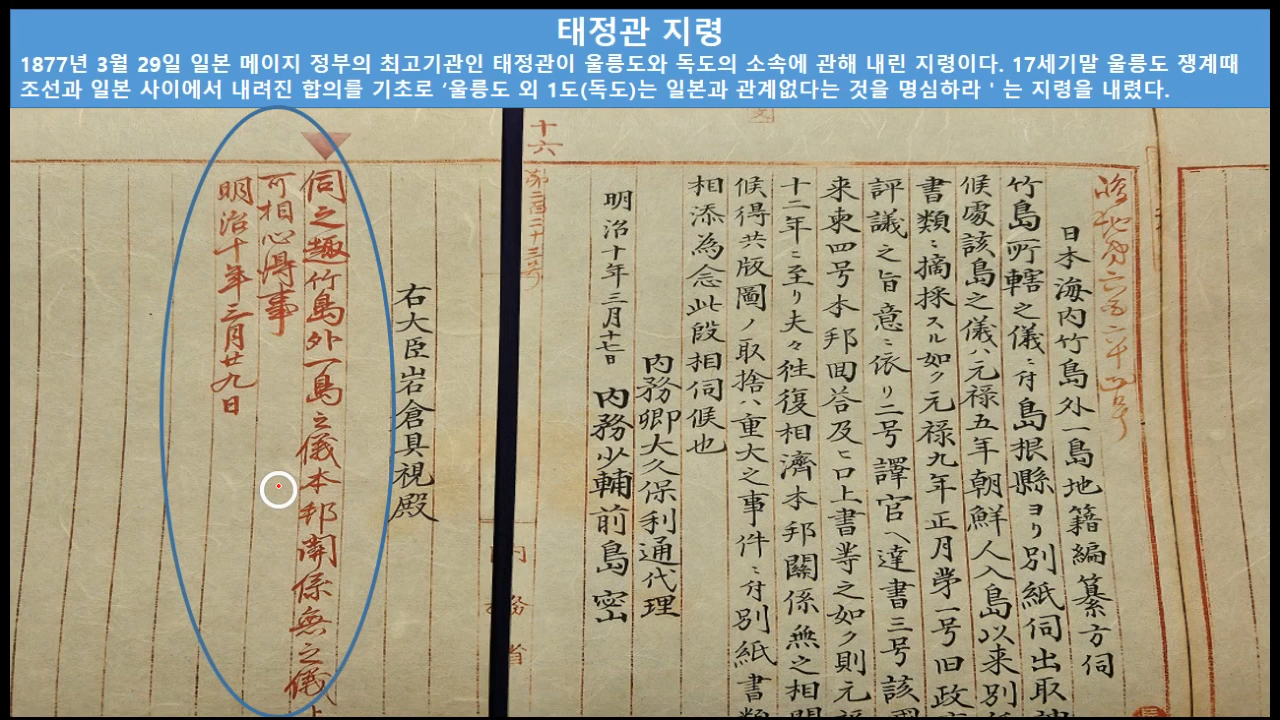 태정관 지령
1877년 3월 29일 일본 메이지 정부의 최고기관인 태정관이 울릉도와 독도의 소속에 관해 내린 지령이다. 17세기말 울릉도 쟁계때
조선과 일본 사이에서 내려진 합의를 기초로 ‘울릉도 외 1도(독도)는 일본과 관계없다는 것을 명심하라 ' 는 지령을 내렸다.
日本海内竹島外一島地籍編纂方伺
竹島所轄之儀ニ付島根縣ヨリ別紙伺出取
候處該島之儀ハ元禄五年朝鮮人入島以来別
書類ニ摘採スル如ク元禄九年正月第一号旧政
評議之旨意ニ依リ二号譯官ヘ達書三号該
来柬四号本邦回答及ヒ口上書等之如ク則元
十二年ニ至リ夫々往復相濟本邦關係無之相
候得共版圖ノ取捨ハ重大之事件ニ付別紙書
相添為念此段相伺候也
内務卿大久保利通代理
明治十年三月十七日 内務少輔前島密
十六
右大臣岩倉具視殿
伺之趣竹島外一島之儀本邦関係無之儀
可相心得事
明治十年三月廿九日
内務省